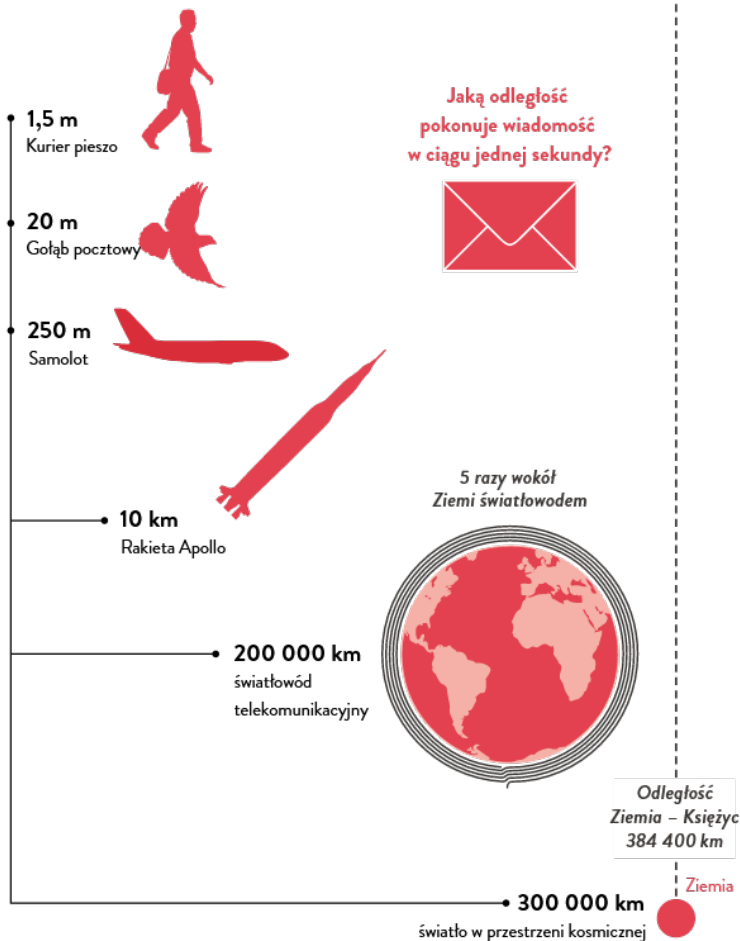 Jaką odległość
pokonuje wiadomość
w ciągu jednej sekundy?
1,5 m
Kurier pieszo
20 m
Gołąb pocztowy
250 m
Samolot
10 km
Rakieta Apollo
5 razy wokół
Ziemi światłowodem
200 000 km
światłowód
telekomunikacyjny
Odległość
Ziemia – Księżyc
384 400 km
Ziemia
300 000 km
światło w przestrzeni kosmicznej